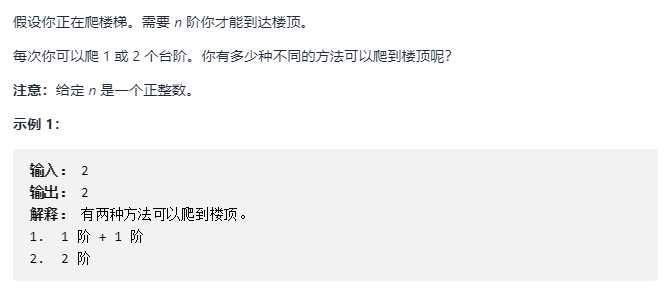 假设你正在爬楼梯。需要 n 阶你才能到达楼顶。
每次你可以爬 1 或 2 个台阶。你有多少种不同的方法可以爬到楼顶呢？
注意：给定 n 是一个正整数。
示例 1：
输入： 2
输出： 2
解释： 有两种方法可以爬到楼顶。
1. 1 阶 + 1 阶
2. 2 阶